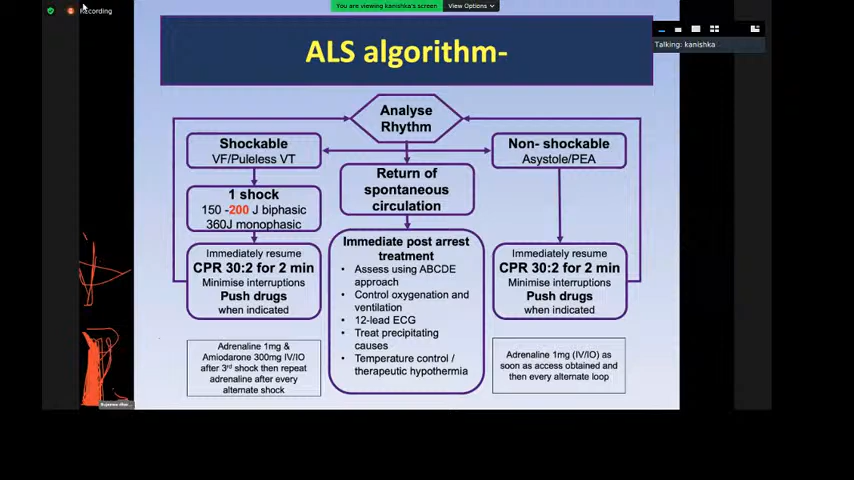 Recording
You are viewing kanishka's screen
View Options
Talking: kanishka
ALS algorithm-
Analyse
Rhythm
Shockable
VF/Puleless VT
Non- shockable
Asystole/PEA
Return of
spontaneous
circulation
1 shock
150 -200 J biphasic
360J monophasic
Immediately resume
CPR 30:2 for 2 min
Minimise interruptions
Push drugs
when indicated
Immediate post arrest
treatment
• Assess using ABCDE
approach
• Control oxygenation and
ventilation
• 12-lead ECG
• Treat precipitating
causes
• Temperature control /
therapeutic hypothermia
Immediately resume
CPR 30:2 for 2 min
Minimise interruptions
Push drugs
when indicated
Adrenaline 1mg &
Amiodarone 300mg IV/IO
after 3rd shock then repeat
adrenaline after every
alternate shock
Adrenaline 1mg (IV/IO) as
soon as access obtained and
then every alternate loop